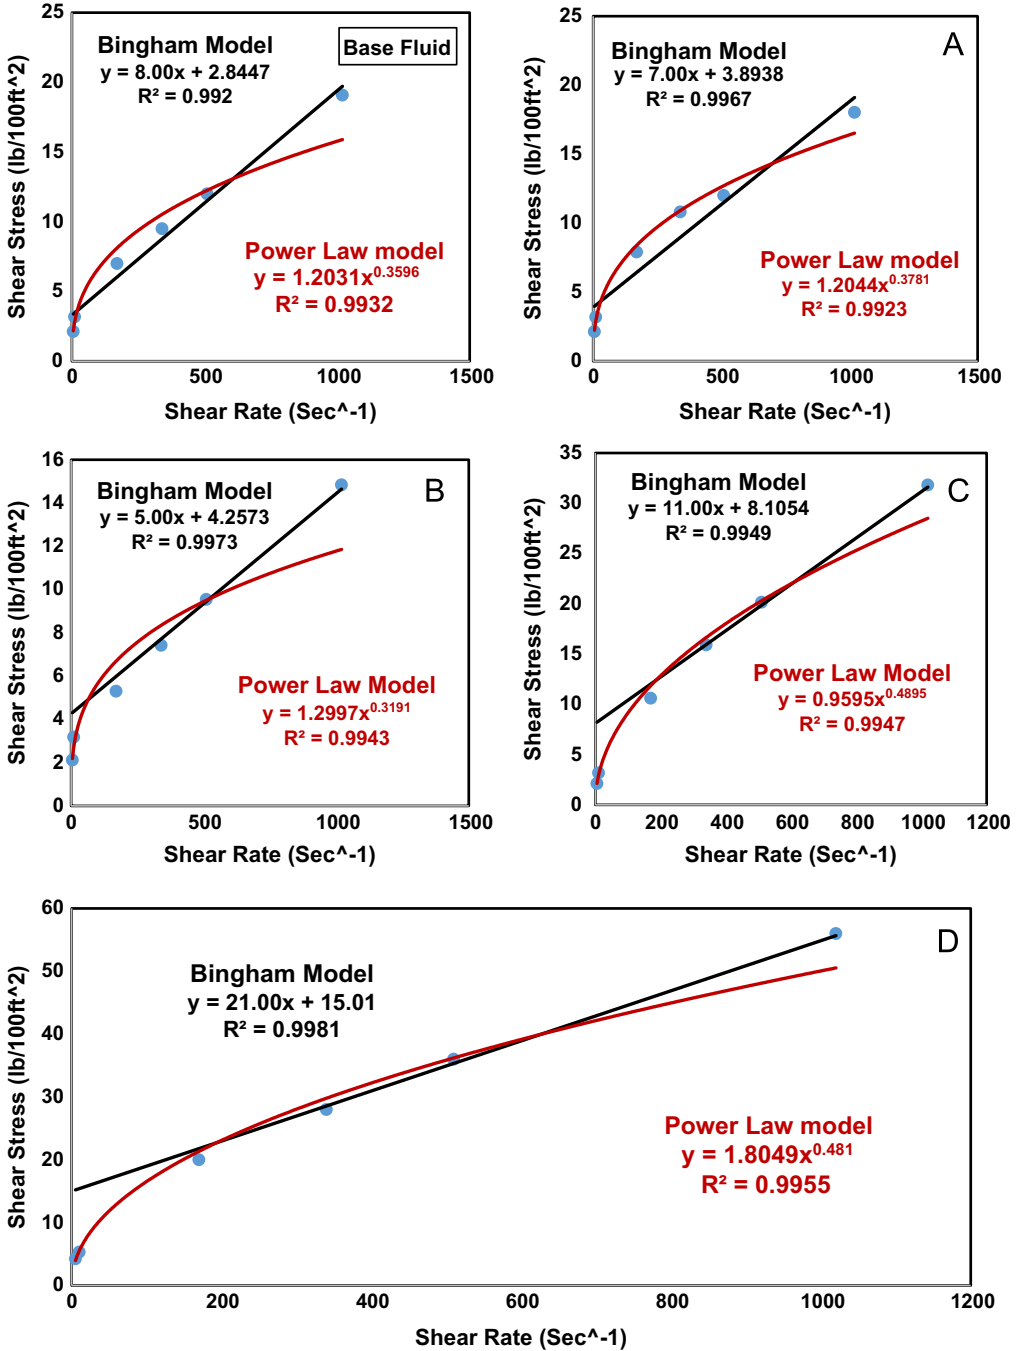 25
20
15
10
5
0
Shear Stress (lb/100ft^2)
Bingham Model
y = 8.00x + 2.8447
R² = 0.992
Base Fluid
Power Law model
y = 1.2031x^0.3596
R² = 0.9932
0 500 1000 1500
Shear Rate (Sec^-1)
25
20
15
10
5
0
Shear Stress (lb/100ft^2)
Bingham Model
y = 7.00x + 3.8938
R² = 0.9967
A
Power Law model
y = 1.2044x^0.3781
R² = 0.9923
0 500 1000 1500
Shear Rate (Sec^-1)
16
14
12
10
8
6
4
2
0
Shear Stress (lb/100ft^2)
Bingham Model
y = 5.00x + 4.2573
R² = 0.9973
B
Power Law Model
y = 1.2997x^0.3191
R² = 0.9943
0 500 1000 1500
Shear Rate (Sec^-1)
35
30
25
20
15
10
5
0
Shear Stress (lb/100ft^2)
Bingham Model
y = 11.00x + 8.1054
R² = 0.9949
C
Power Law Model
y = 0.9595x^0.4895
R² = 0.9947
0 200 400 600 800 1000 1200
Shear Rate (Sec^-1)
60
50
40
30
20
10
0
Shear Stress (lb/100ft^2)
Bingham Model
y = 21.00x + 15.01
R² = 0.9981
D
Power Law model
y = 1.8049x^0.481
R² = 0.9955
0 200 400 600 800 1000 1200
Shear Rate (Sec^-1)